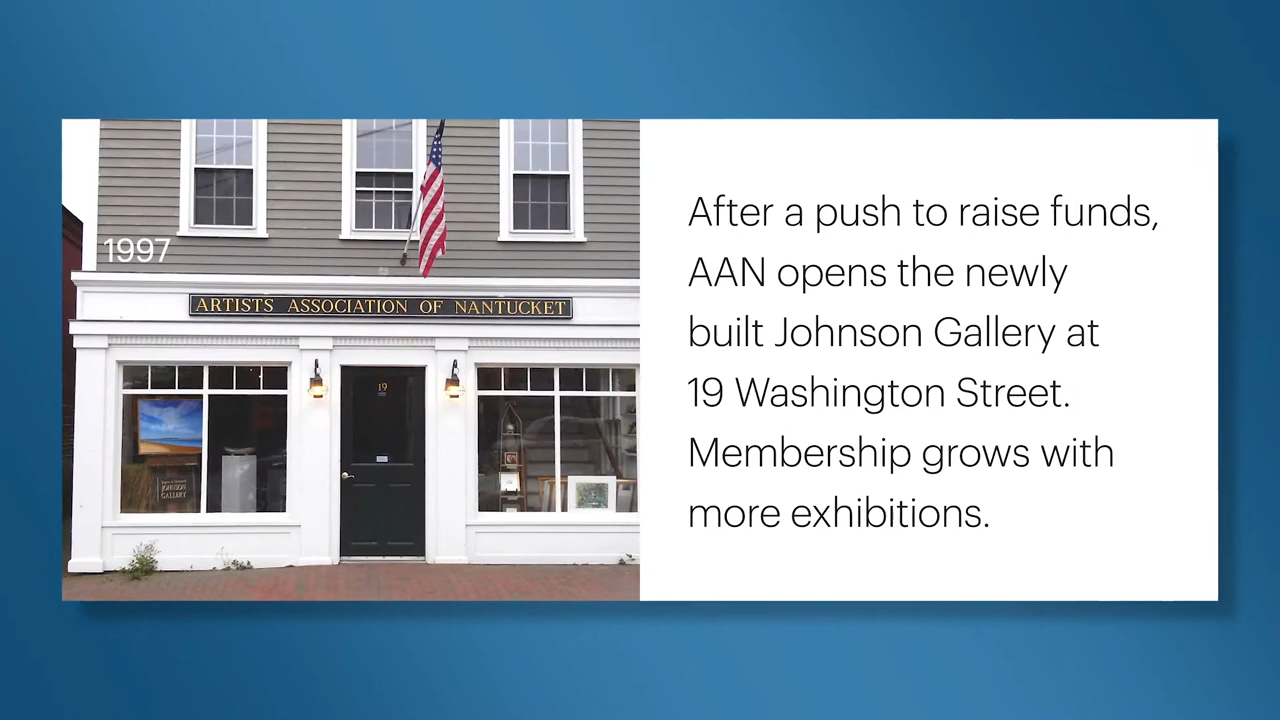 1997
ARTISTS ASSOCIATION OF NANTUCKET
19
JOHNSON
GALLERY
After a push to raise funds,
AAN opens the newly
built Johnson Gallery at
19 Washington Street.
Membership grows with
more exhibitions.